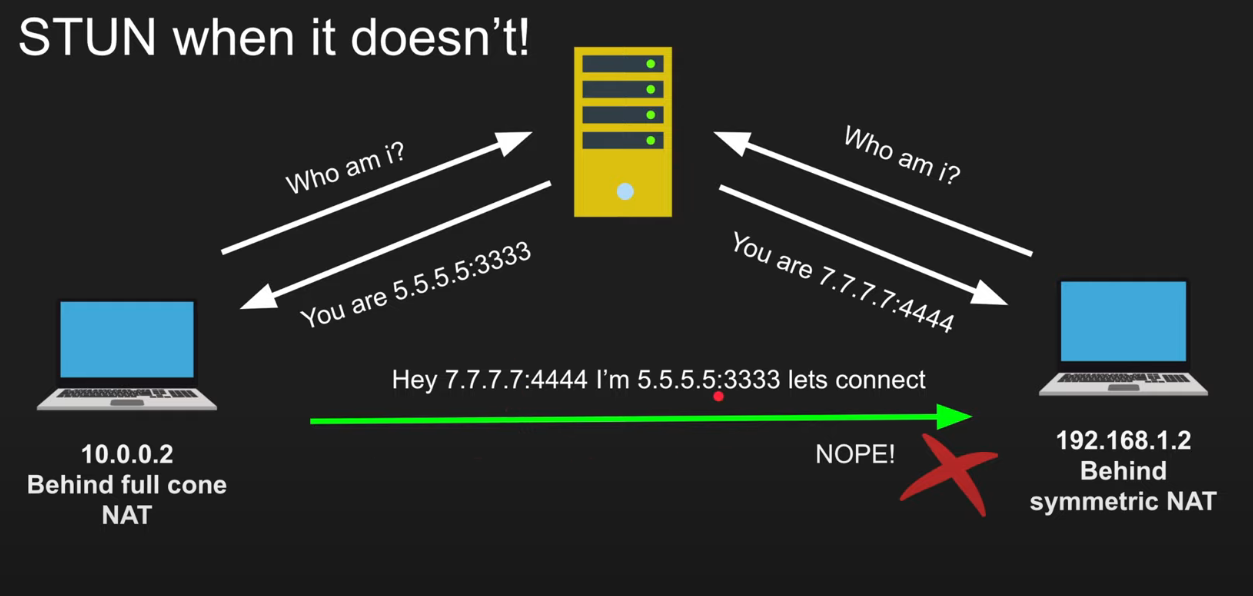 STUN when it doesn't!
Who am i?
Who am i?
You are 5.5.5.5:3333
You are 7.7.7.7:4444
Hey 7.7.7.7:4444 I'm 5.5.5.5:3333 lets connect
NOPE!
10.0.0.2
Behind full cone
NAT
192.168.1.2
Behind
symmetric NAT